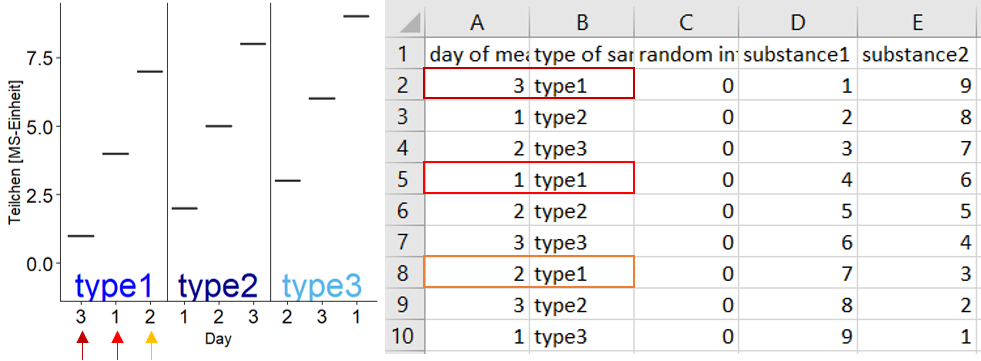 7.5
5.0
2.5
0.0
Teilchen [MS-Einheit]
type1 type2 type3
3 1 2 1 2 3 2 3 1
Day
A B C D E
1 day of mea type of sar random int substance1 substance2
2 3 type1 0 1 9
3 1 type2 0 2 8
4 2 type3 0 3 7
5 1 type1 0 4 6
6 2 type2 0 5 5
7 3 type3 0 6 4
8 2 type1 0 7 3
9 3 type2 0 8 2
10 1 type3 0 9 1